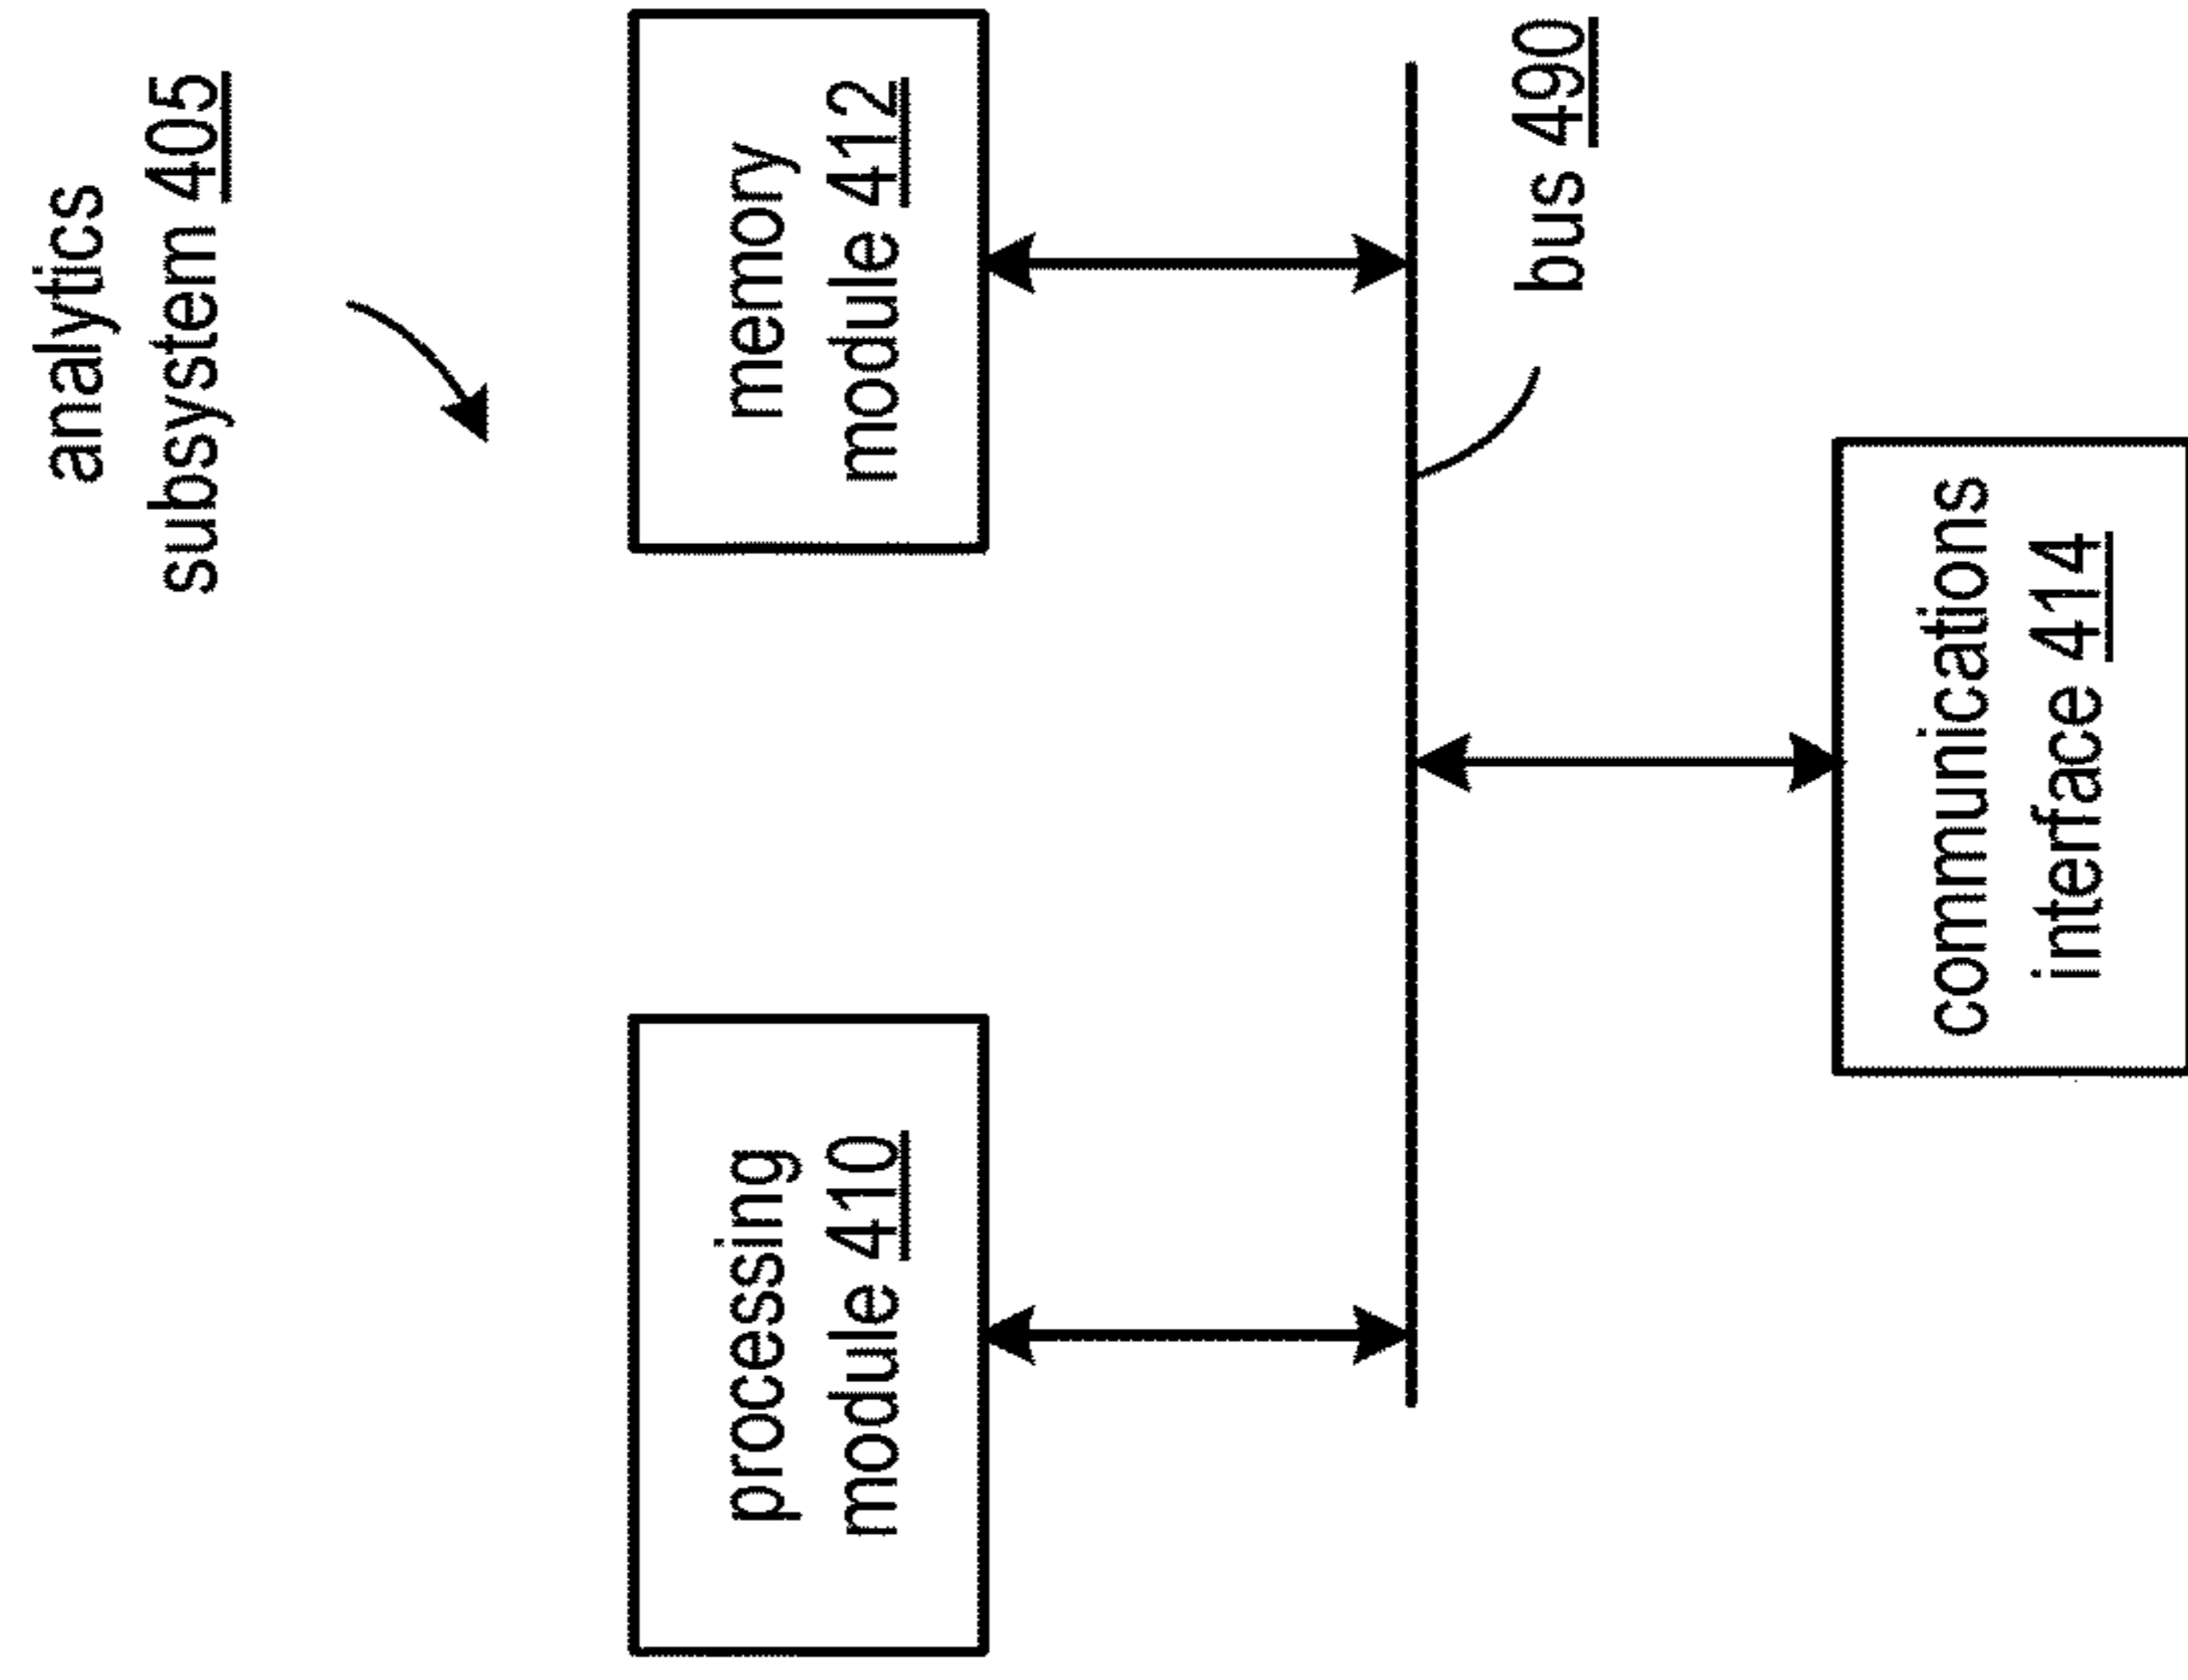 analytics
subsystem 405
processing
module 410
memory
module 412
bus 490
communications
interface 414